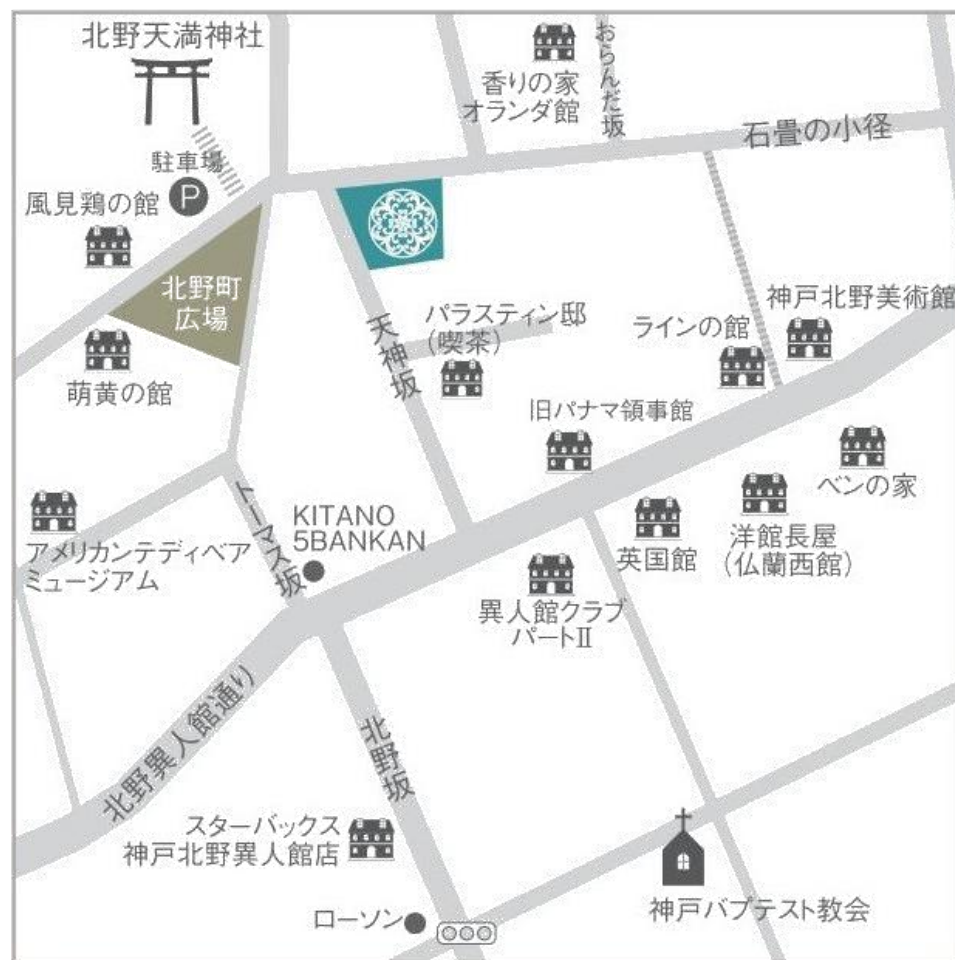 北野天満神社
おらんだ坂
香りの家
オランダ館
石畳の小径
駐車場
P
風見鶏の館
北野町
広場
神戸北野美術館
パラスティン邸
(喫茶)
ラインの館
天神坂
萌黄の館
旧パナマ領事館
ベンの家
トーマス坂
KITANO
5BANKAN
洋館長屋
(仏蘭西館)
アメリカンテディベア
ミュージアム
英国館
異人館クラブ
パートⅡ
北野異人館通り
北野坂
スターバックス
神戸北野異人館店
神戸バプテスト教会
ローソン